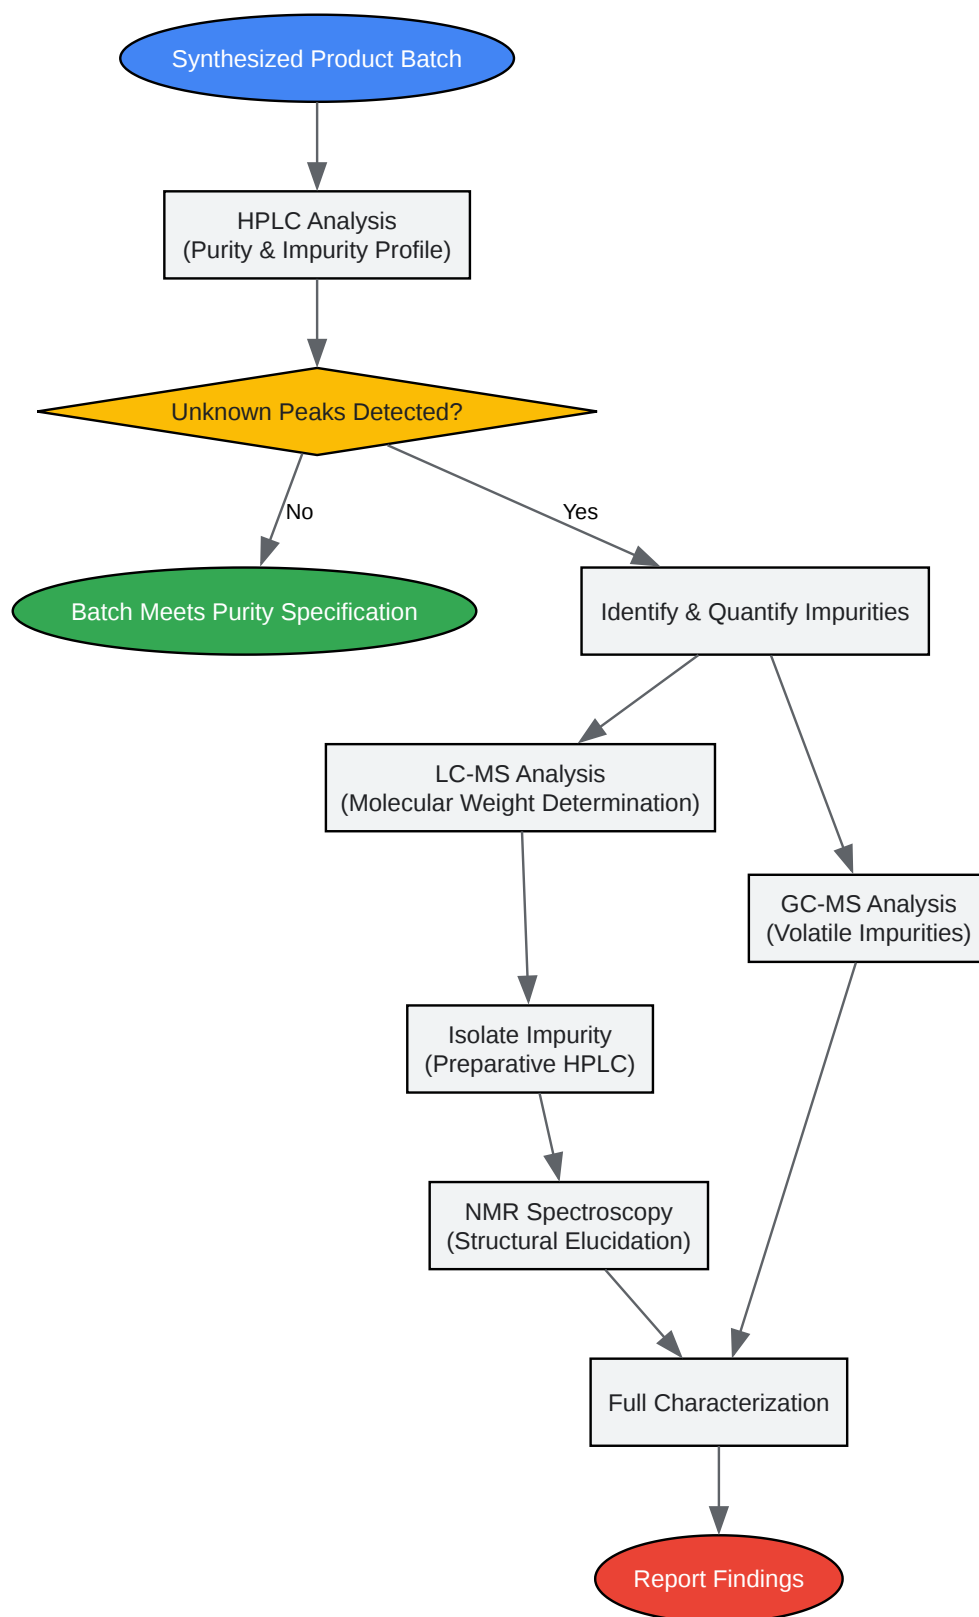 Synthesized Product Batch
HPLC Analysis
(Purity & Impurity Profile)
Unknown Peaks Detected?
No
Yes
Batch Meets Purity Specification
Identify & Quantify Impurities
LC-MS Analysis
(Molecular Weight Determination)
GC-MS Analysis
(Volatile Impurities)
Isolate Impurity
(Preparative HPLC)
NMR Spectroscopy
(Structural Elucidation)
Full Characterization
Report Findings